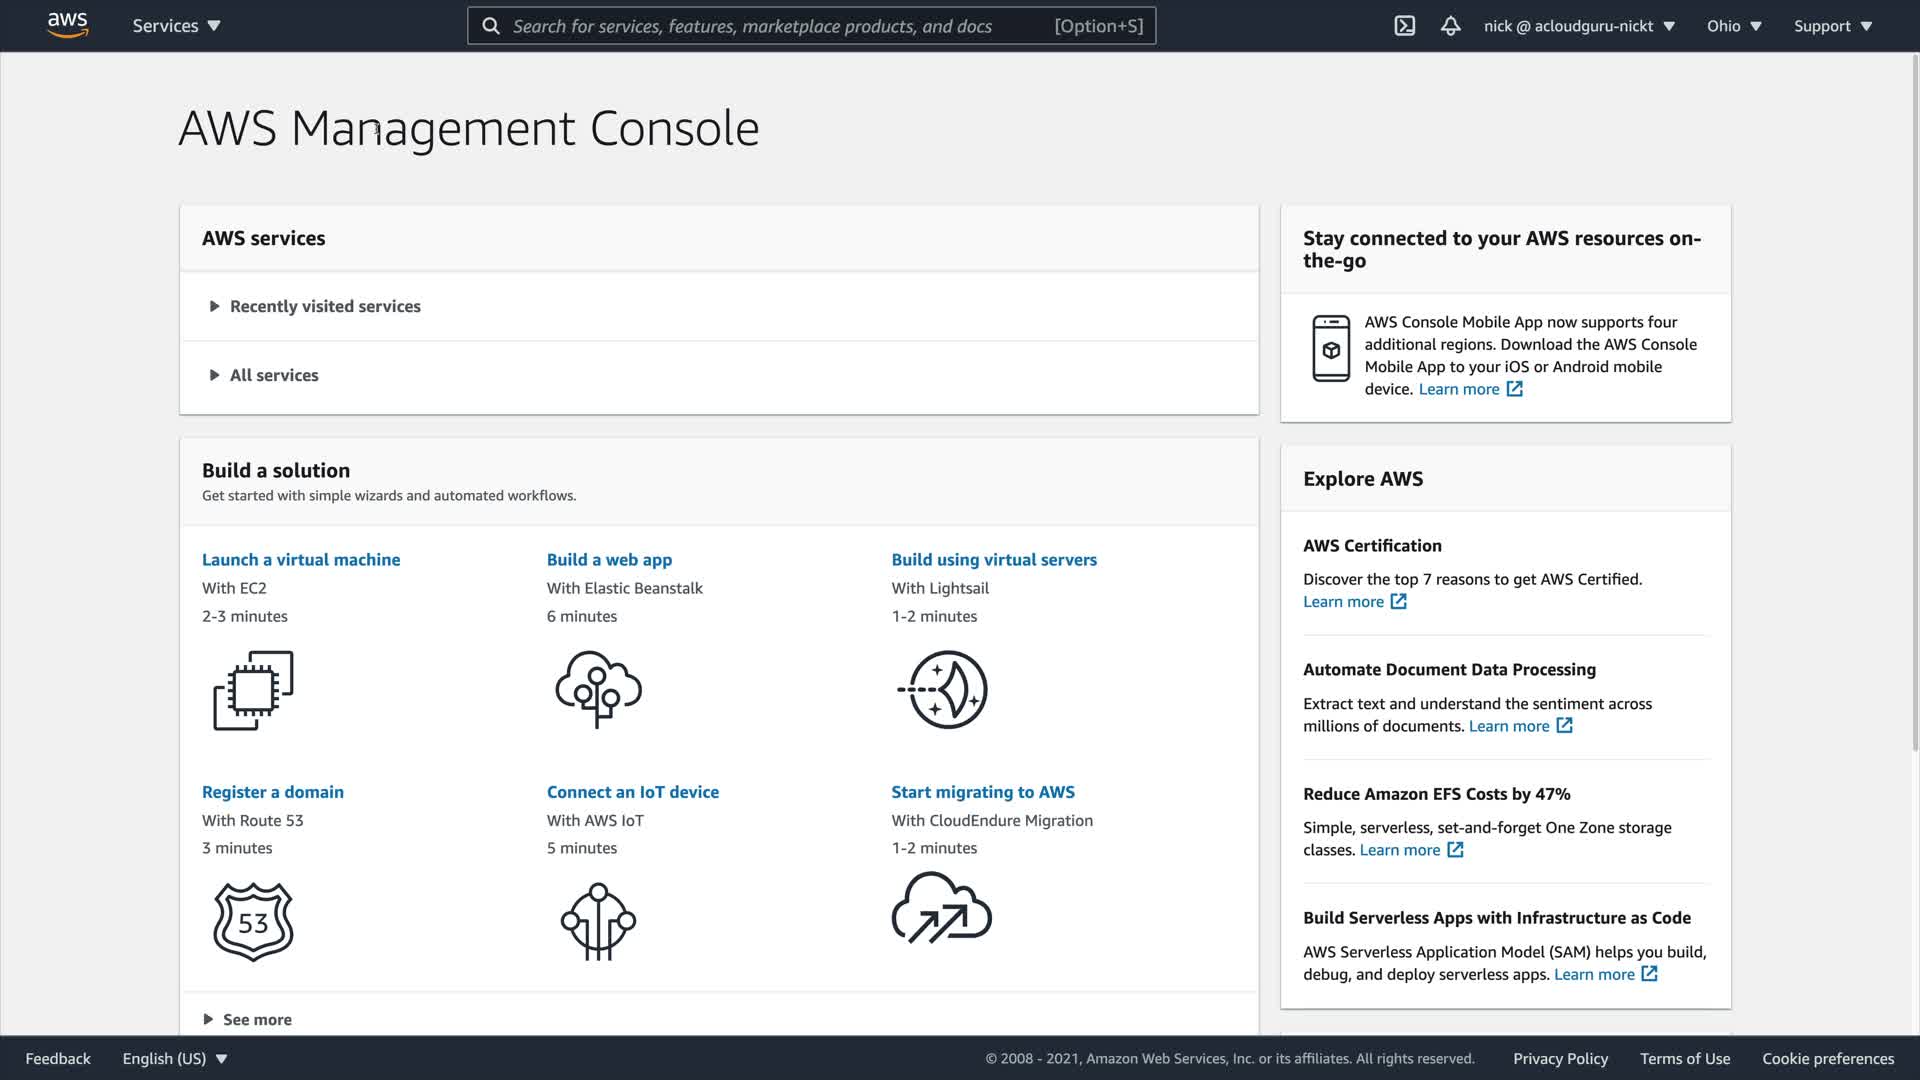 aws
Services
Search for services, features, marketplace products, and docs
[Option+S]
nick @ acloudguru-nickt
Ohio
Support
AWS Management Console
AWS services
Recently visited services
All services
Build a solution
Get started with simple wizards and automated workflows.
Launch a virtual machine
With EC2
2-3 minutes
Build a web app
With Elastic Beanstalk
6 minutes
Build using virtual servers
With Lightsail
1-2 minutes
Register a domain
With Route 53
3 minutes
53
Connect an IoT device
With AWS IoT
5 minutes
Start migrating to AWS
With CloudEndure Migration
1-2 minutes
See more
Stay connected to your AWS resources on-
the-go
AWS Console Mobile App now supports four
additional regions. Download the AWS Console
Mobile App to your iOS or Android mobile
device. Learn more
Explore AWS
AWS Certification
Discover the top 7 reasons to get AWS Certified.
Learn more
Automate Document Data Processing
Extract text and understand the sentiment across
millions of documents. Learn more
Reduce Amazon EFS Costs by 47%
Simple, serverless, set-and-forget One Zone storage
classes. Learn more
Build Serverless Apps with Infrastructure as Code
AWS Serverless Application Model (SAM) helps you build,
debug, and deploy serverless apps. Learn more
Feedback
English (US)
© 2008 - 2021, Amazon Web Services, Inc. or its affiliates. All rights reserved.
Privacy Policy
Terms of Use
Cookie preferences